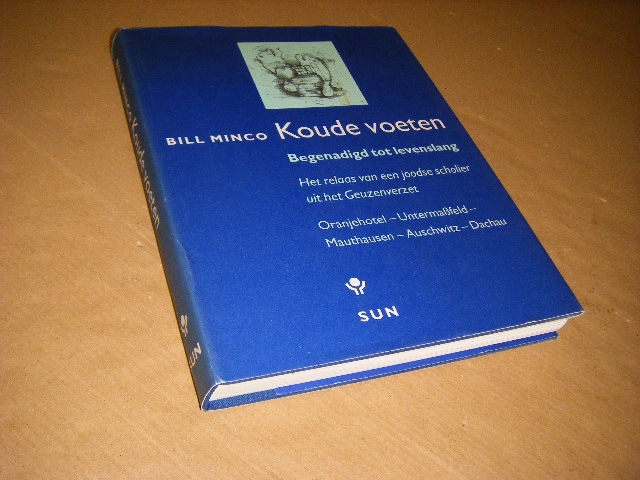 BILL MINCO Koude voeten
Begenadigd tot levenslang
Het relaas van een joodse scholier
uit het Geuzenverzet
Oranjehotel – Untermaßfeld –
Mauthausen – Auschwitz – Dachau
SUN
BILL MINCO Koude voeten
SUN